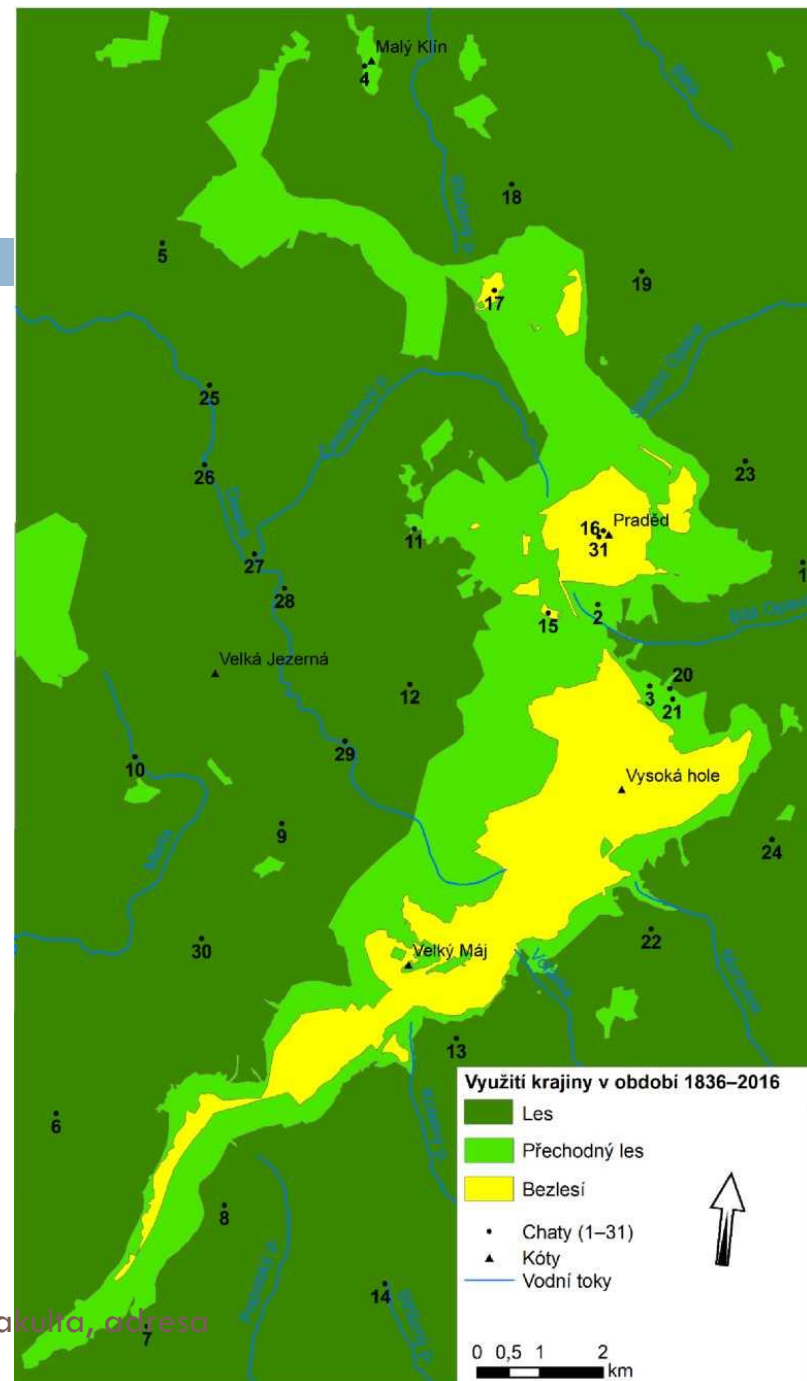 Malý Klín
4
18
5
19
17
25
26
23
16
Praděd
31
11
27
1
28
2
15
Velká Jezerná
20
3
12
21
29
10
Vysoká hole
9
24
22
30
Velký Máj
13
6
8
14
7
Využití krajiny v období 1836–2016
Les
Přechodný les
Bezlesí
Chaty (1–31)
Kóty
Vodní toky
0 0,5 1 2
km
akulta, adresa